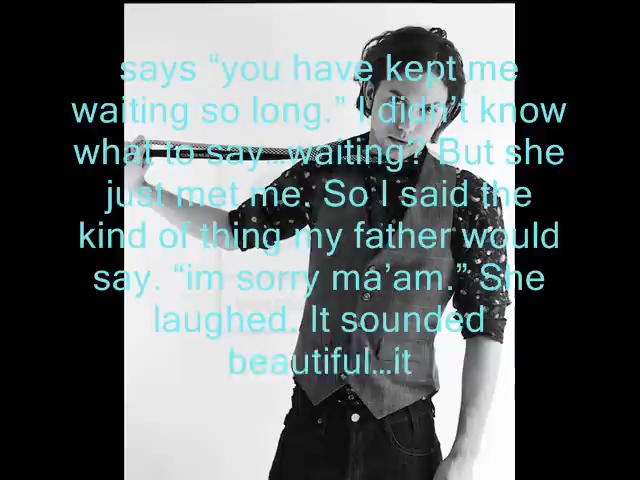 says “you have kept me
waiting so long.” I didn’t know
what to say...waiting? But she
just met me. So I said the
kind of thing my father would
say. “im sorry ma’am.” She
laughed. It sounded
beautiful...it